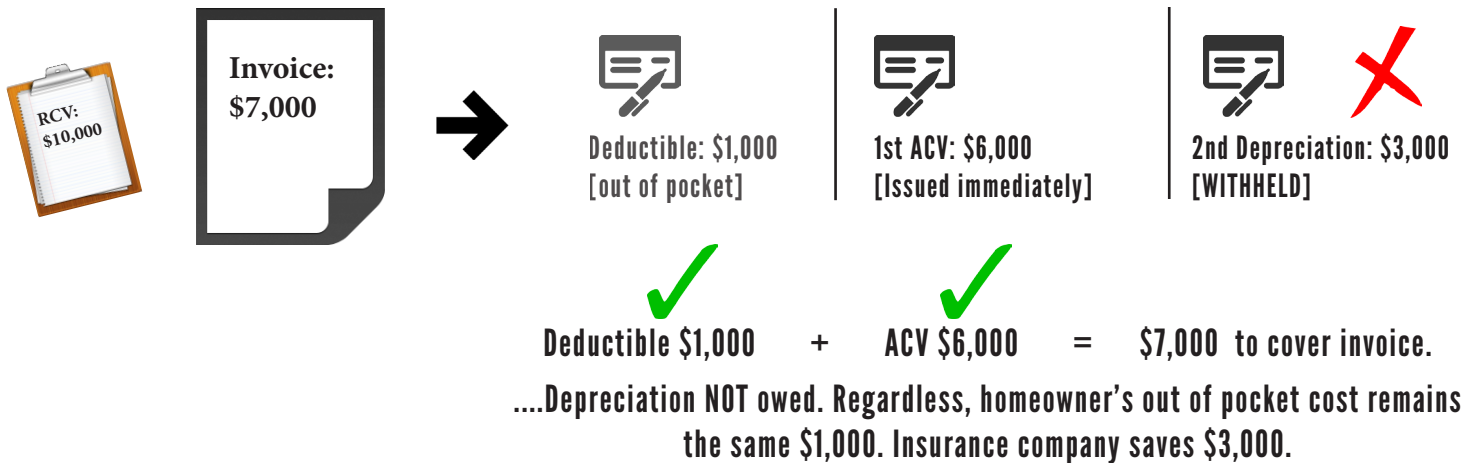 RCV:
$10,000
Invoice:
$7,000
Deductible: $1,000
[out of pocket]
1st ACV: $6,000
[Issued immediately]
2nd Depreciation: $3,000
[WITHHELD]
Deductible $1,000 + ACV $6,000 = $7,000 to cover invoice.
....Depreciation NOT owed. Regardless, homeowner's out of pocket cost remains
the same $1,000. Insurance company saves $3,000.